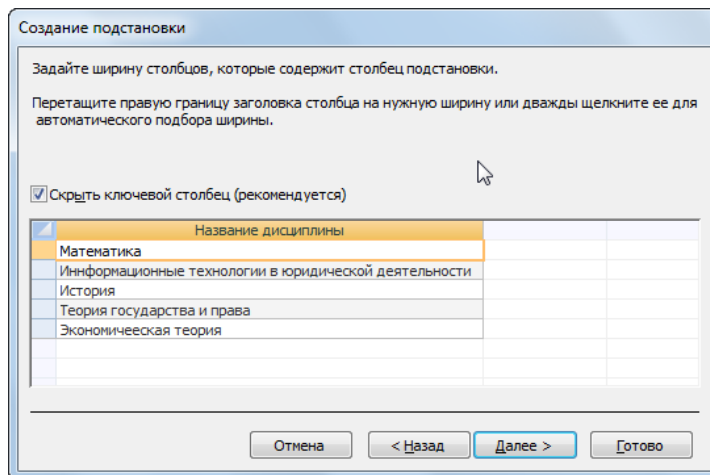 Создание подстановки
Задайте ширину столбцов, которые содержит столбец подстановки.
Перетащите правую границу заголовка столбца на нужную ширину или дважды щелкните ее для
автоматического подбора ширины.
Скрыть ключевой столбец (рекомендуется)
Название дисциплины
Математика
Иннформационные технологии в юридической деятельности
История
Теория государства и права
Экономичееская теория
Отмена
< Назад
Далее >
Готово